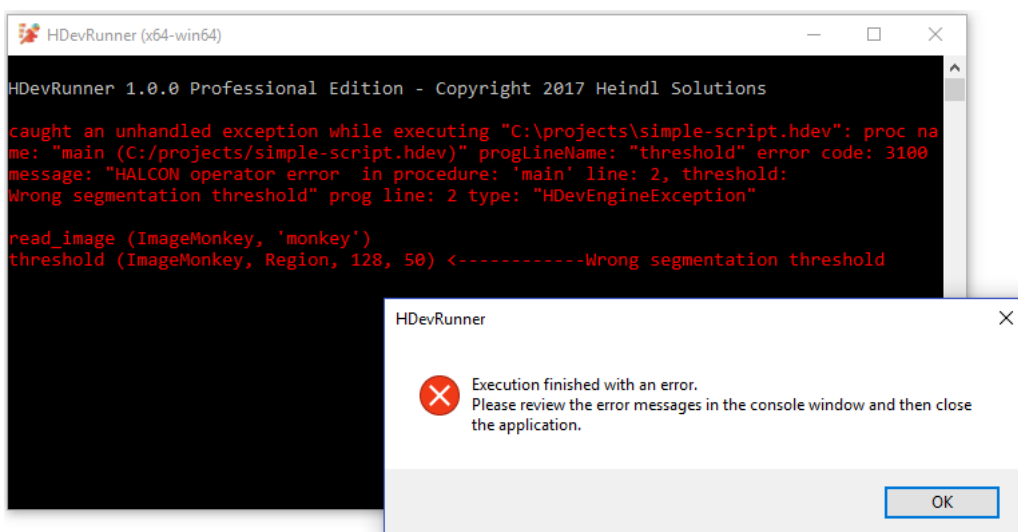 HDevRunner (x64-win64)
HDevRunner 1.0.0 Professional Edition - Copyright 2017 Heindl Solutions
caught an unhandled exception while executing "C:\projects\simple-script.hdev": proc na
me: "main (C:/projects/simple-script.hdev)" progLineName: "threshold" error code: 3100
message: "HALCON operator error  in procedure: 'main' line: 2, threshold:
Wrong segmentation threshold" prog line: 2 type: "HDevEngineException"
read_image (ImageMonkey, 'monkey')
threshold (ImageMonkey, Region, 128, 50) <------------Wrong segmentation threshold
HDevRunner
Execution finished with an error.
Please review the error messages in the console window and then close
the application.
OK